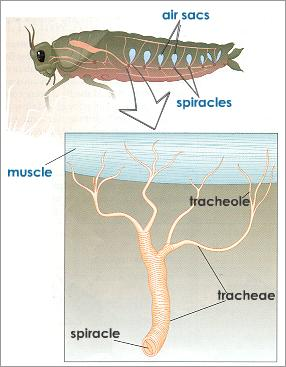 air sacs
spiracles
muscle
tracheole
tracheae
spiracle